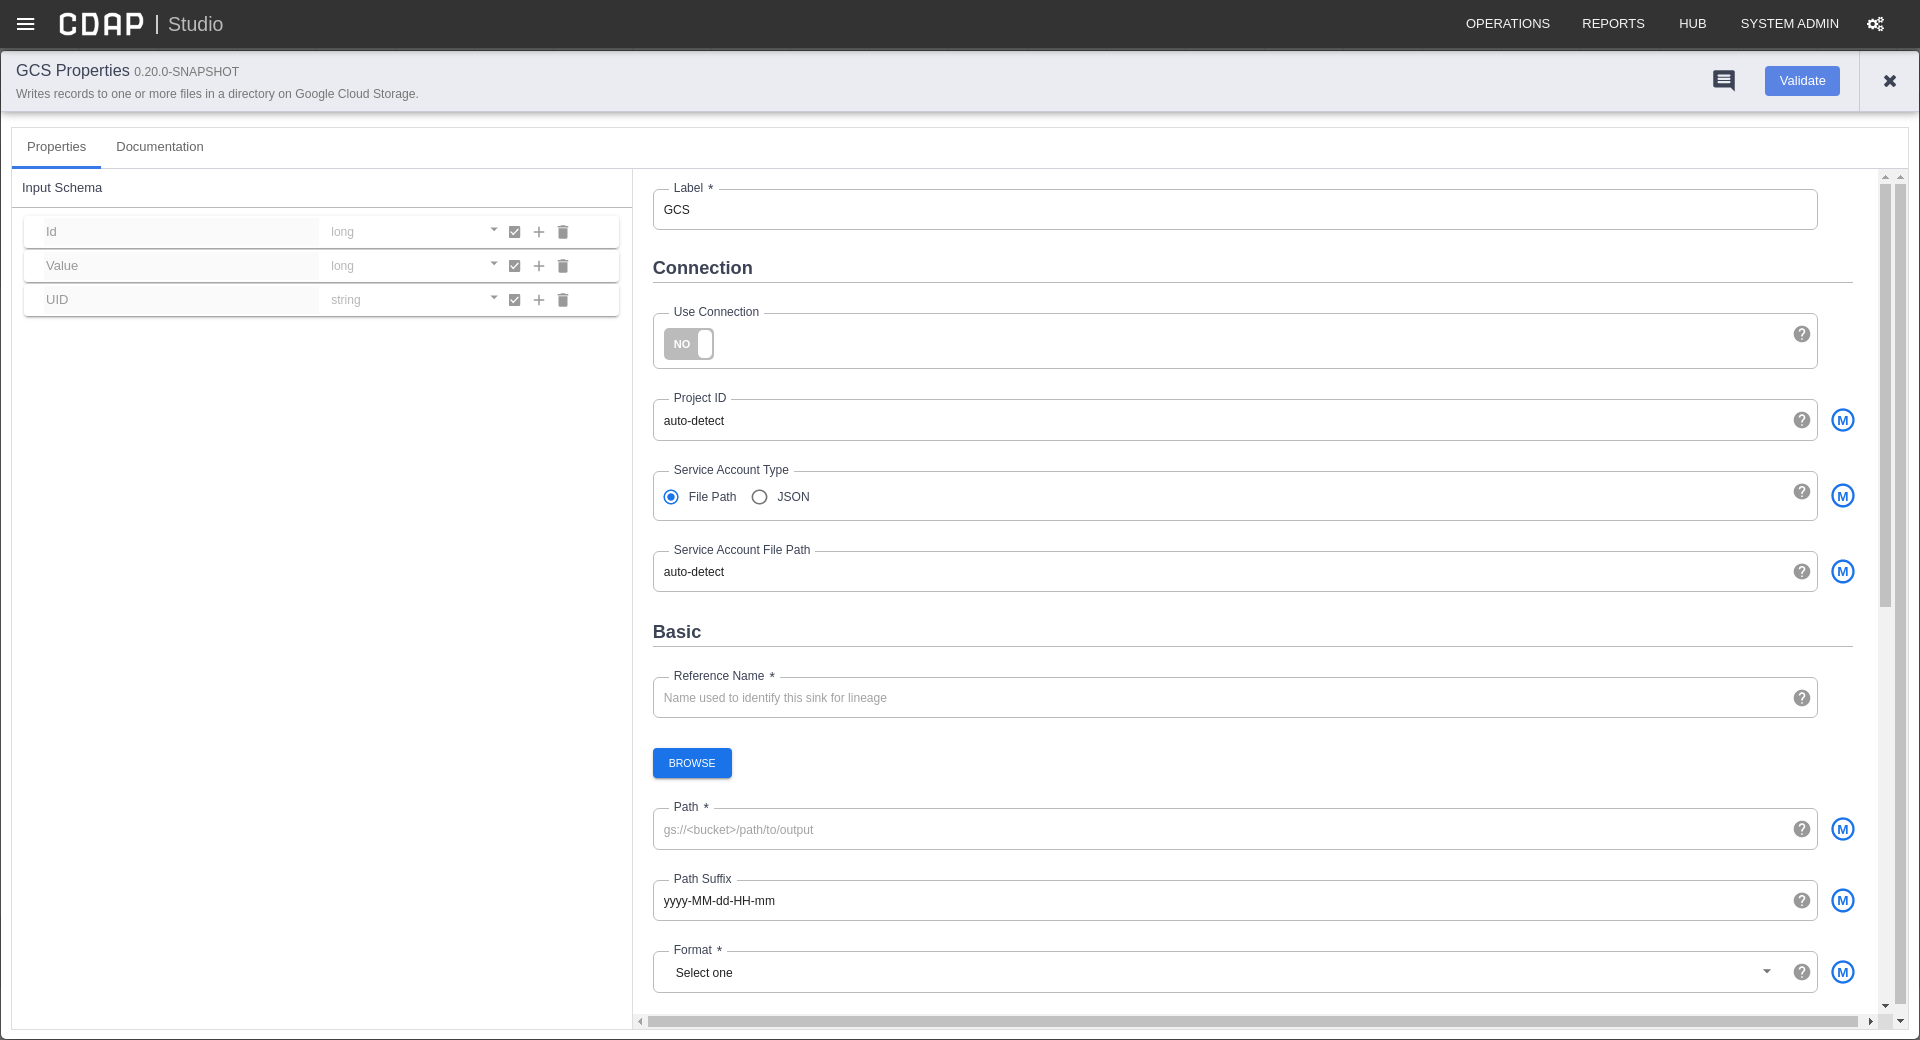 CDAP | Studio
OPERATIONS REPORTS HUB SYSTEM ADMIN
GCS Properties 0.20.0-SNAPSHOT
Writes records to one or more files in a directory on Google Cloud Storage.
Validate
Properties Documentation
Input Schema
Id long
Value long
UID string
Label *
GCS
Connection
Use Connection
NO
Project ID
auto-detect
M
Service Account Type
File Path JSON
M
Service Account File Path
auto-detect
M
Basic
Reference Name *
Name used to identify this sink for lineage
BROWSE
Path *
gs://<bucket>/path/to/output
M
Path Suffix
yyyy-MM-dd-HH-mm
M
Format *
Select one
M